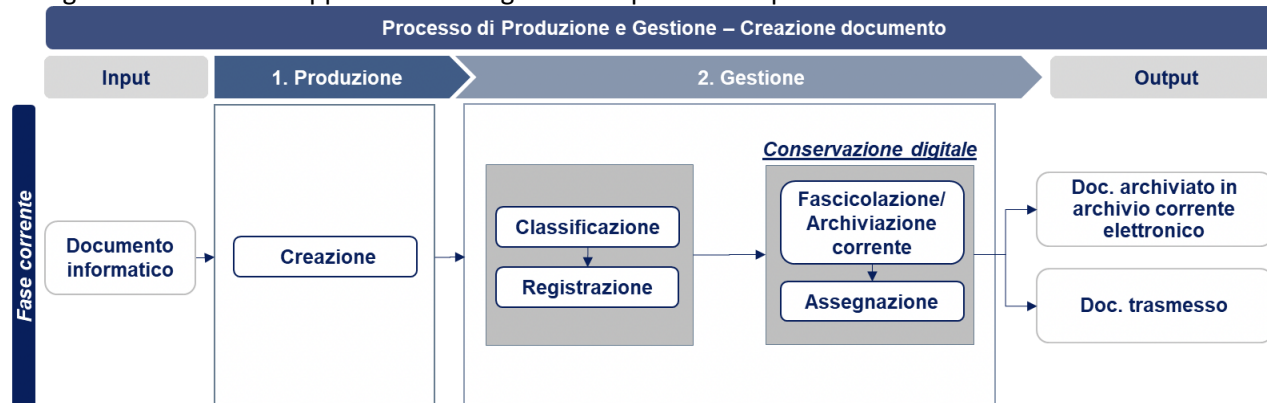 Processo di Produzione e Gestione – Creazione documento
Input
1. Produzione
2. Gestione
Output
Fase corrente
Documento
informatico
Creazione
Classificazione
Registrazione
Conservazione digitale
Fascicolazione/
Archiviazione
corrente
Assegnazione
Doc. archiviato in
archivio corrente
elettronico
Doc. trasmesso